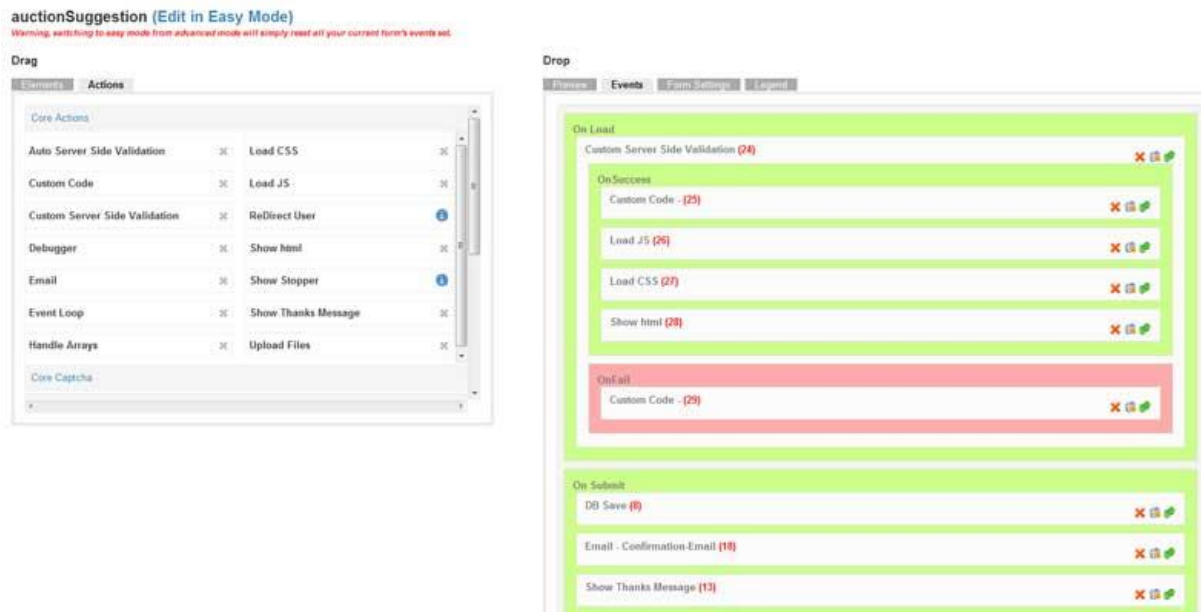 auctionSuggestion (Edit in Easy Mode)
Warning, switching to easy mode from advanced mode will simply reset all your current form's events set.
Drag
Elements Actions
Core Actions
Auto Server Side Validation Load CSS
Custom Code Load JS
Custom Server Side Validation ReDirect User
Debugger Show html
Email Show Stopper
Event Loop Show Thanks Message
Handle Arrays Upload Files
Core Captcha
Drop
Preview Events Form Settings Legend
On Load
Custom Server Side Validation (24)
OnSuccess
Custom Code - (25)
Load JS (26)
Load CSS (27)
Show html (28)
OnFail
Custom Code - (29)
On Submit
DB Save (8)
Email - Confirmation-Email (18)
Show Thanks Message (13)